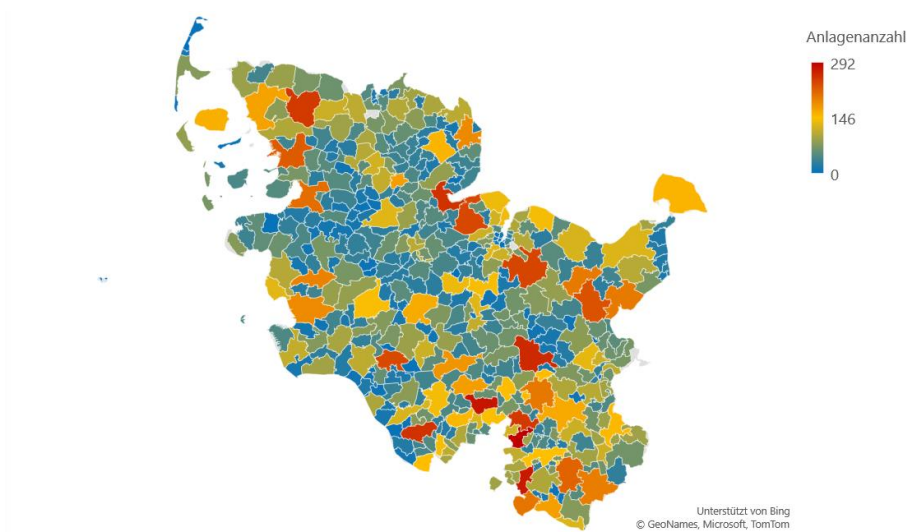 Anlagenanzahl
292
146
0
Unterstützt von Bing
© GeoNames, Microsoft, TomTom